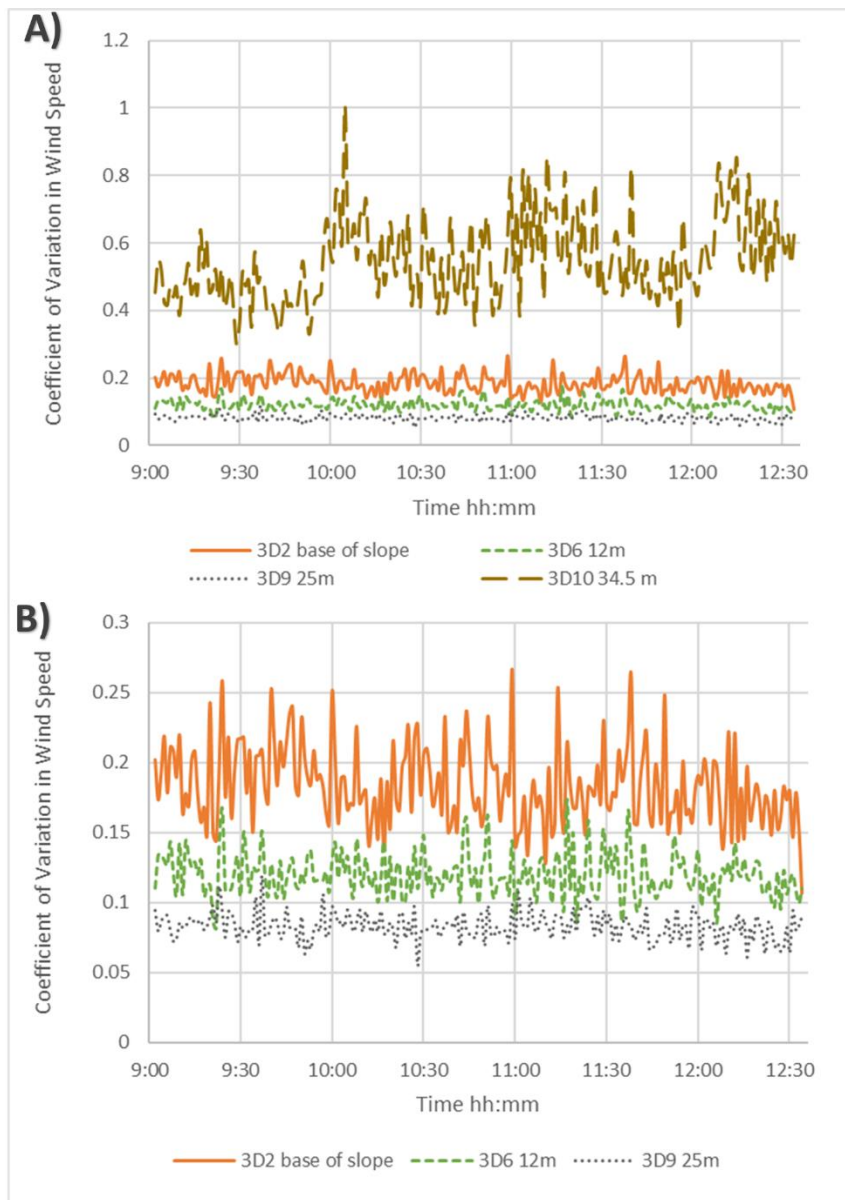 A)
Coefficient of Variation in Wind Speed
1.2
1
0.8
0.6
0.4
0.2
0
9:00 9:30 10:00 10:30 11:00 11:30 12:00 12:30
Time hh:mm
3D2 base of slope 3D6 12m
3D9 25m 3D10 34.5 m
B)
Coefficient of Variation in Wind Speed
0.3
0.25
0.2
0.15
0.1
0.05
0
9:00 9:30 10:00 10:30 11:00 11:30 12:00 12:30
Time hh:mm
3D2 base of slope 3D6 12m 3D9 25m